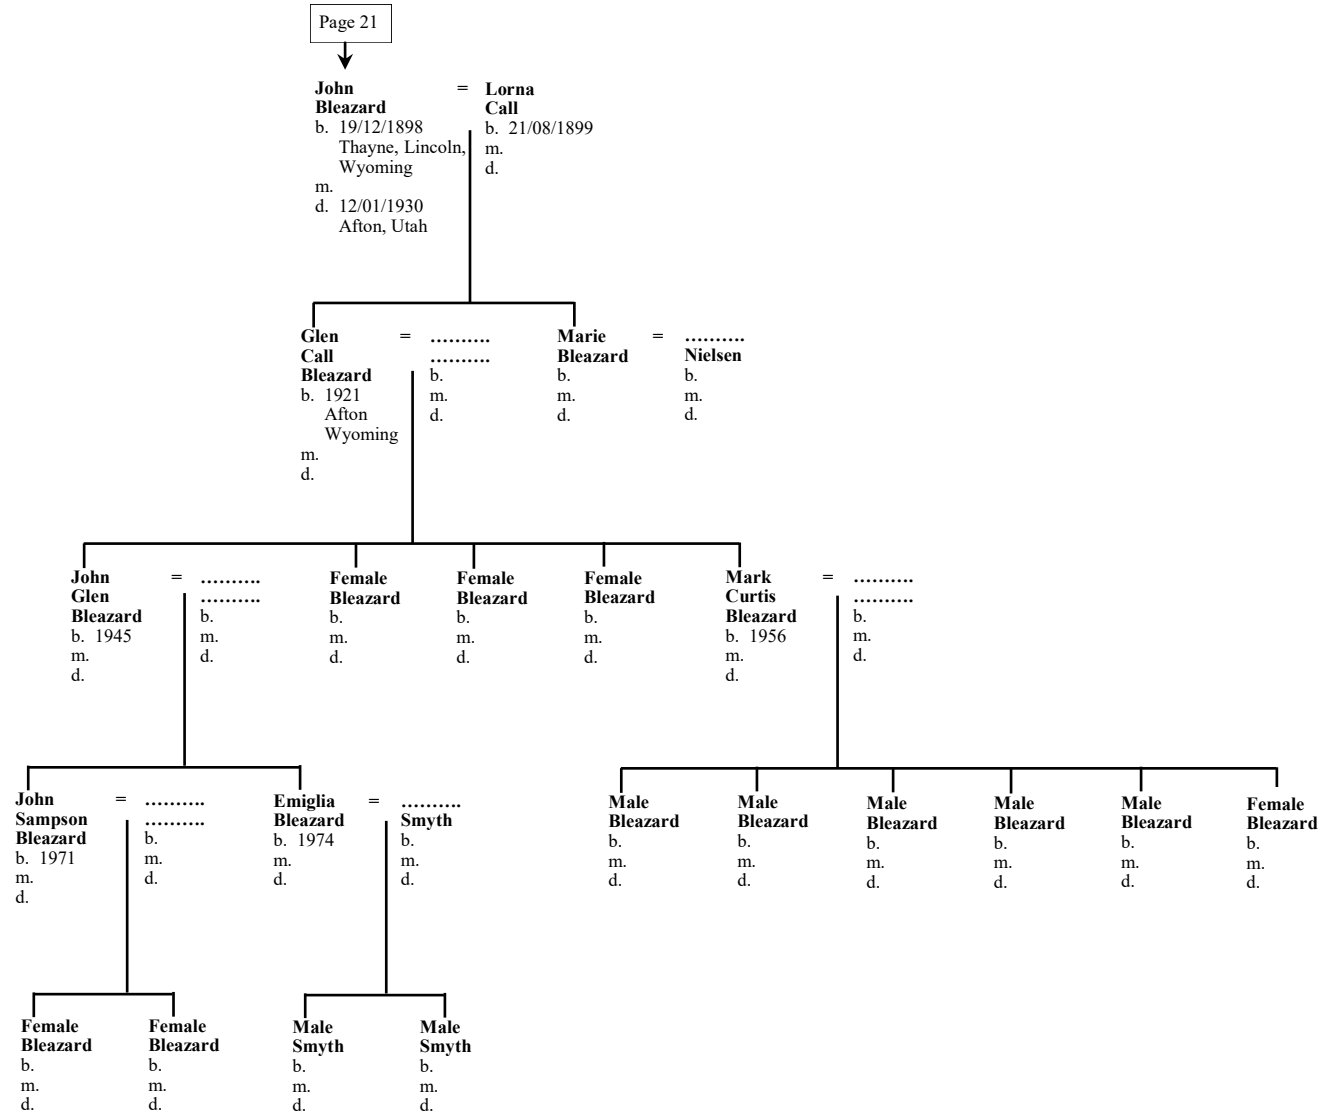 Page 21
John
Bleazard
b. 19/12/1898
Thayne, Lincoln,
Wyoming
m.
d. 12/01/1930
Afton, Utah
=
Lorna
Call
b. 21/08/1899
m.
d.
Glen
Call
Bleazard
b. 1921
Afton
Wyoming
m.
d.
=
..........
..........
b.
m.
d.
Marie
Bleazard
b.
m.
d.
=
..........
Nielsen
b.
m.
d.
John
Glen
Bleazard
b. 1945
m.
d.
=
..........
..........
b.
m.
d.
Female
Bleazard
b.
m.
d.
Female
Bleazard
b.
m.
d.
Female
Bleazard
b.
m.
d.
Mark
Curtis
Bleazard
b. 1956
m.
d.
=
..........
..........
b.
m.
d.
John
Sampson
Bleazard
b. 1971
m.
d.
=
..........
..........
b.
m.
d.
Emiglia
Bleazard
b. 1974
m.
d.
=
..........
Smyth
b.
m.
d.
Male
Bleazard
b.
m.
d.
Male
Bleazard
b.
m.
d.
Male
Bleazard
b.
m.
d.
Male
Bleazard
b.
m.
d.
Male
Bleazard
b.
m.
d.
Female
Bleazard
b.
m.
d.
Female
Bleazard
b.
m.
d.
Female
Bleazard
b.
m.
d.
Male
Smyth
b.
m.
d.
Male
Smyth
b.
m.
d.